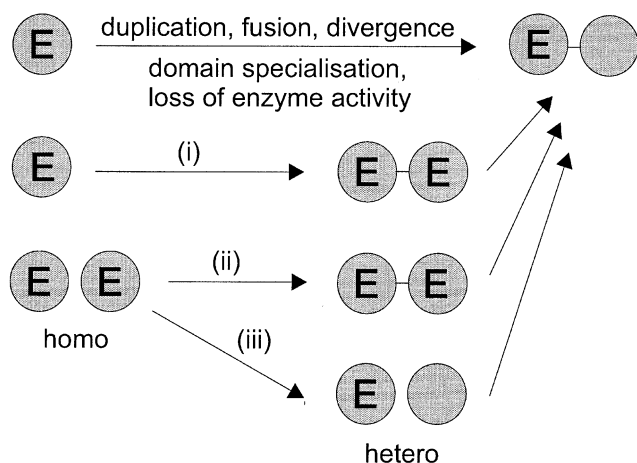 E
duplication, fusion, divergence
domain specialisation,
loss of enzyme activity
E
E
(i)
E E
E E
(ii)
E E
homo
(iii)
E
hetero